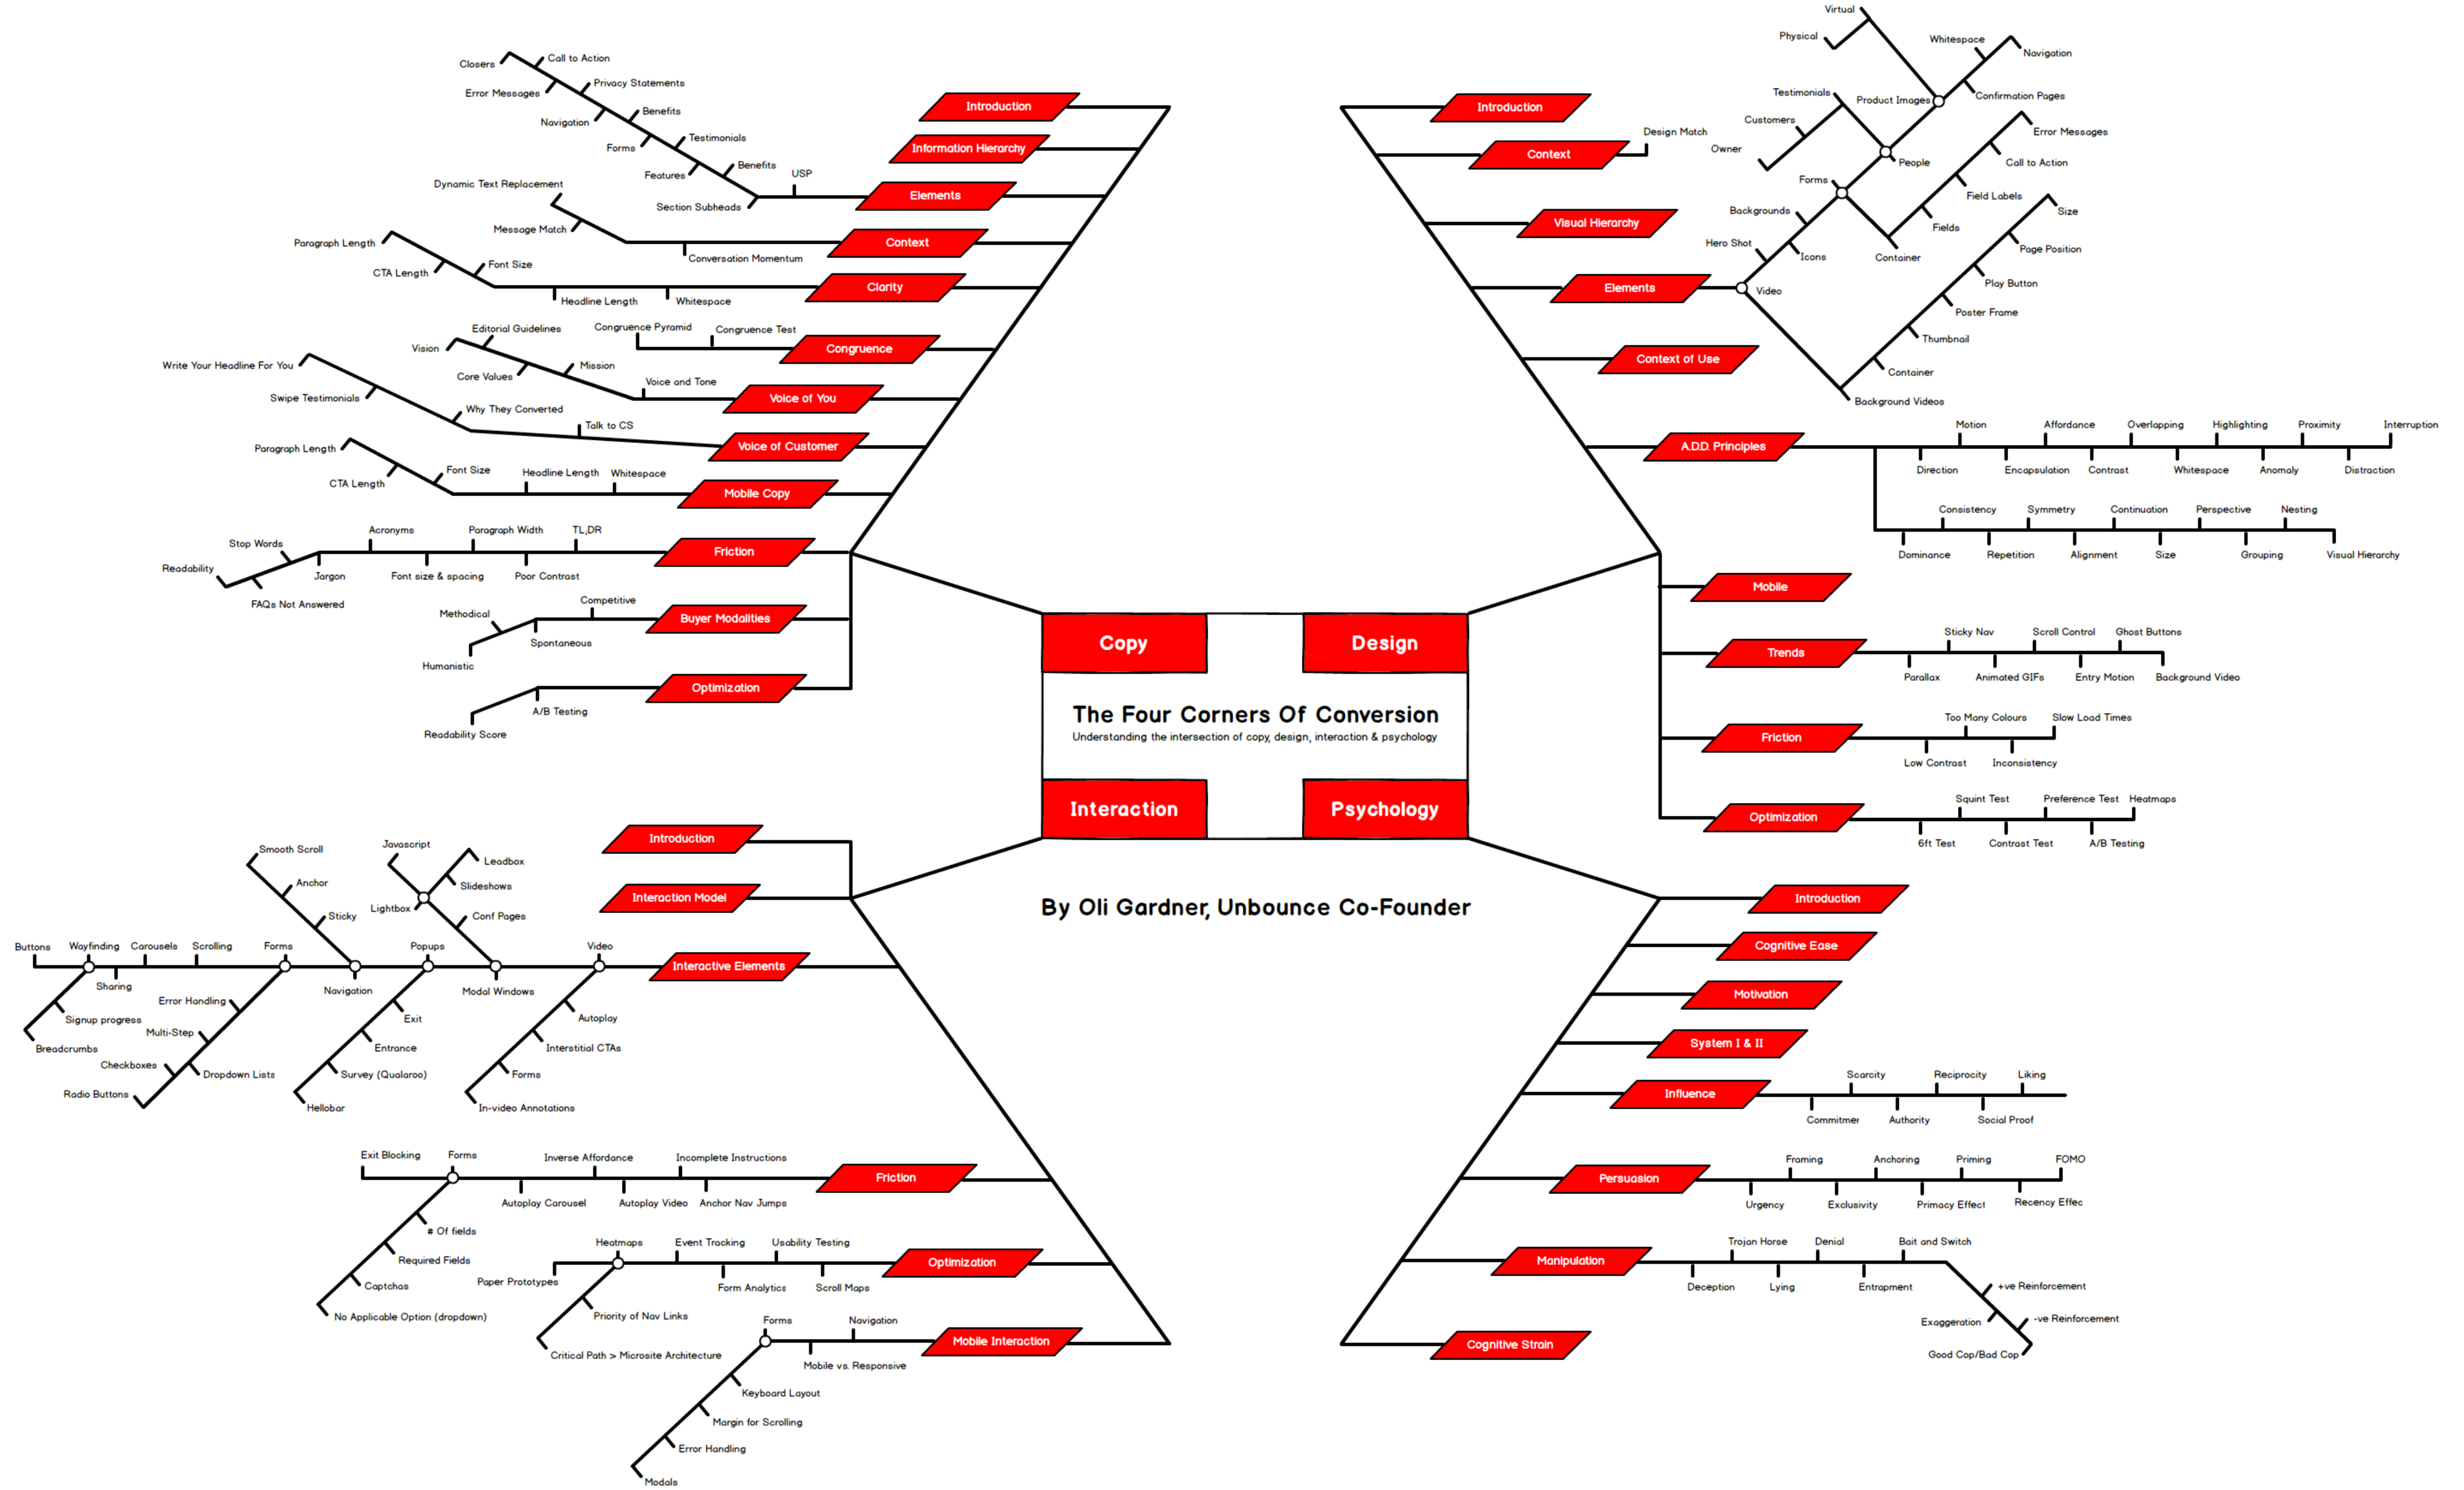 The Four Corners Of Conversion
Understanding the intersection of copy, design, interaction & psychology
By Oli Gardner, Unbounce Co-Founder
Copy
Introduction
Information Hierarchy
Elements
USP
Benefits
Section Subheads
Features
Testimonials
Forms
Benefits
Navigation
Privacy Statements
Error Messages
Call to Action
Closers
Context
Conversation Momentum
Message Match
Dynamic Text Replacement
Clarity
Whitespace
Headline Length
Font Size
CTA Length
Paragraph Length
Congruence
Congruence Test
Congruence Pyramid
Voice of You
Voice and Tone
Mission
Core Values
Editorial Guidelines
Vision
Voice of Customer
Talk to CS
Why They Converted
Swipe Testimonials
Write Your Headline For You
Mobile Copy
Whitespace
Headline Length
Font Size
CTA Length
Paragraph Length
Friction
TL;DR
Poor Contrast
Paragraph Width
Font size & spacing
Acronyms
Jargon
Stop Words
FAQs Not Answered
Readability
Buyer Modalities
Competitive
Spontaneous
Methodical
Humanistic
Optimization
A/B Testing
Readability Score
Design
Introduction
Context
Design Match
Visual Hierarchy
Elements
Video
Background Videos
Container
Thumbnail
Poster Frame
Play Button
Page Position
Size
Hero Shot
Icons
Backgrounds
Forms
Container
Fields
Field Labels
Call to Action
Error Messages
People
Testimonials
Customers
Owner
Product Images
Virtual
Physical
Confirmation Pages
Whitespace
Navigation
Context of Use
A.D.D. Principles
Direction
Motion
Encapsulation
Affordance
Contrast
Overlapping
Whitespace
Highlighting
Anomaly
Proximity
Distraction
Interruption
Dominance
Consistency
Repetition
Symmetry
Alignment
Continuation
Size
Perspective
Grouping
Nesting
Visual Hierarchy
Mobile
Trends
Parallax
Sticky Nav
Animated GIFs
Scroll Control
Entry Motion
Ghost Buttons
Background Video
Friction
Low Contrast
Too Many Colours
Inconsistency
Slow Load Times
Optimization
6ft Test
Squint Test
Contrast Test
Preference Test
A/B Testing
Heatmaps
Interaction
Introduction
Interaction Model
Interactive Elements
Video
Autoplay
Interstitial CTAs
Forms
In-video Annotations
Modal Windows
Conf Pages
Lightbox
Javascript
Slideshows
Leadbox
Popups
Exit
Entrance
Survey (Qualaroo)
Hellobar
Navigation
Sticky
Anchor
Smooth Scroll
Forms
Error Handling
Multi-Step
Dropdown Lists
Checkboxes
Radio Buttons
Scrolling
Carousels
Sharing
Wayfinding
Signup progress
Breadcrumbs
Buttons
Friction
Anchor Nav Jumps
Incomplete Instructions
Autoplay Video
Inverse Affordance
Autoplay Carousel
Forms
# Of fields
Required Fields
Captchas
No Applicable Option (dropdown)
Exit Blocking
Optimization
Scroll Maps
Usability Testing
Form Analytics
Event Tracking
Heatmaps
Priority of Nav Links
Critical Path > Microsite Architecture
Paper Prototypes
Mobile Interaction
Navigation
Mobile vs. Responsive
Forms
Keyboard Layout
Margin for Scrolling
Error Handling
Modals
Psychology
Introduction
Cognitive Ease
Motivation
System I & II
Influence
Commitmer
Scarcity
Authority
Reciprocity
Social Proof
Liking
Persuasion
Urgency
Framing
Exclusivity
Anchoring
Primacy Effect
Priming
Recency Effec
FOMO
Manipulation
Deception
Trojan Horse
Lying
Denial
Entrapment
Bait and Switch
+ve Reinforcement
Exaggeration
-ve Reinforcement
Good Cop/Bad Cop
Cognitive Strain